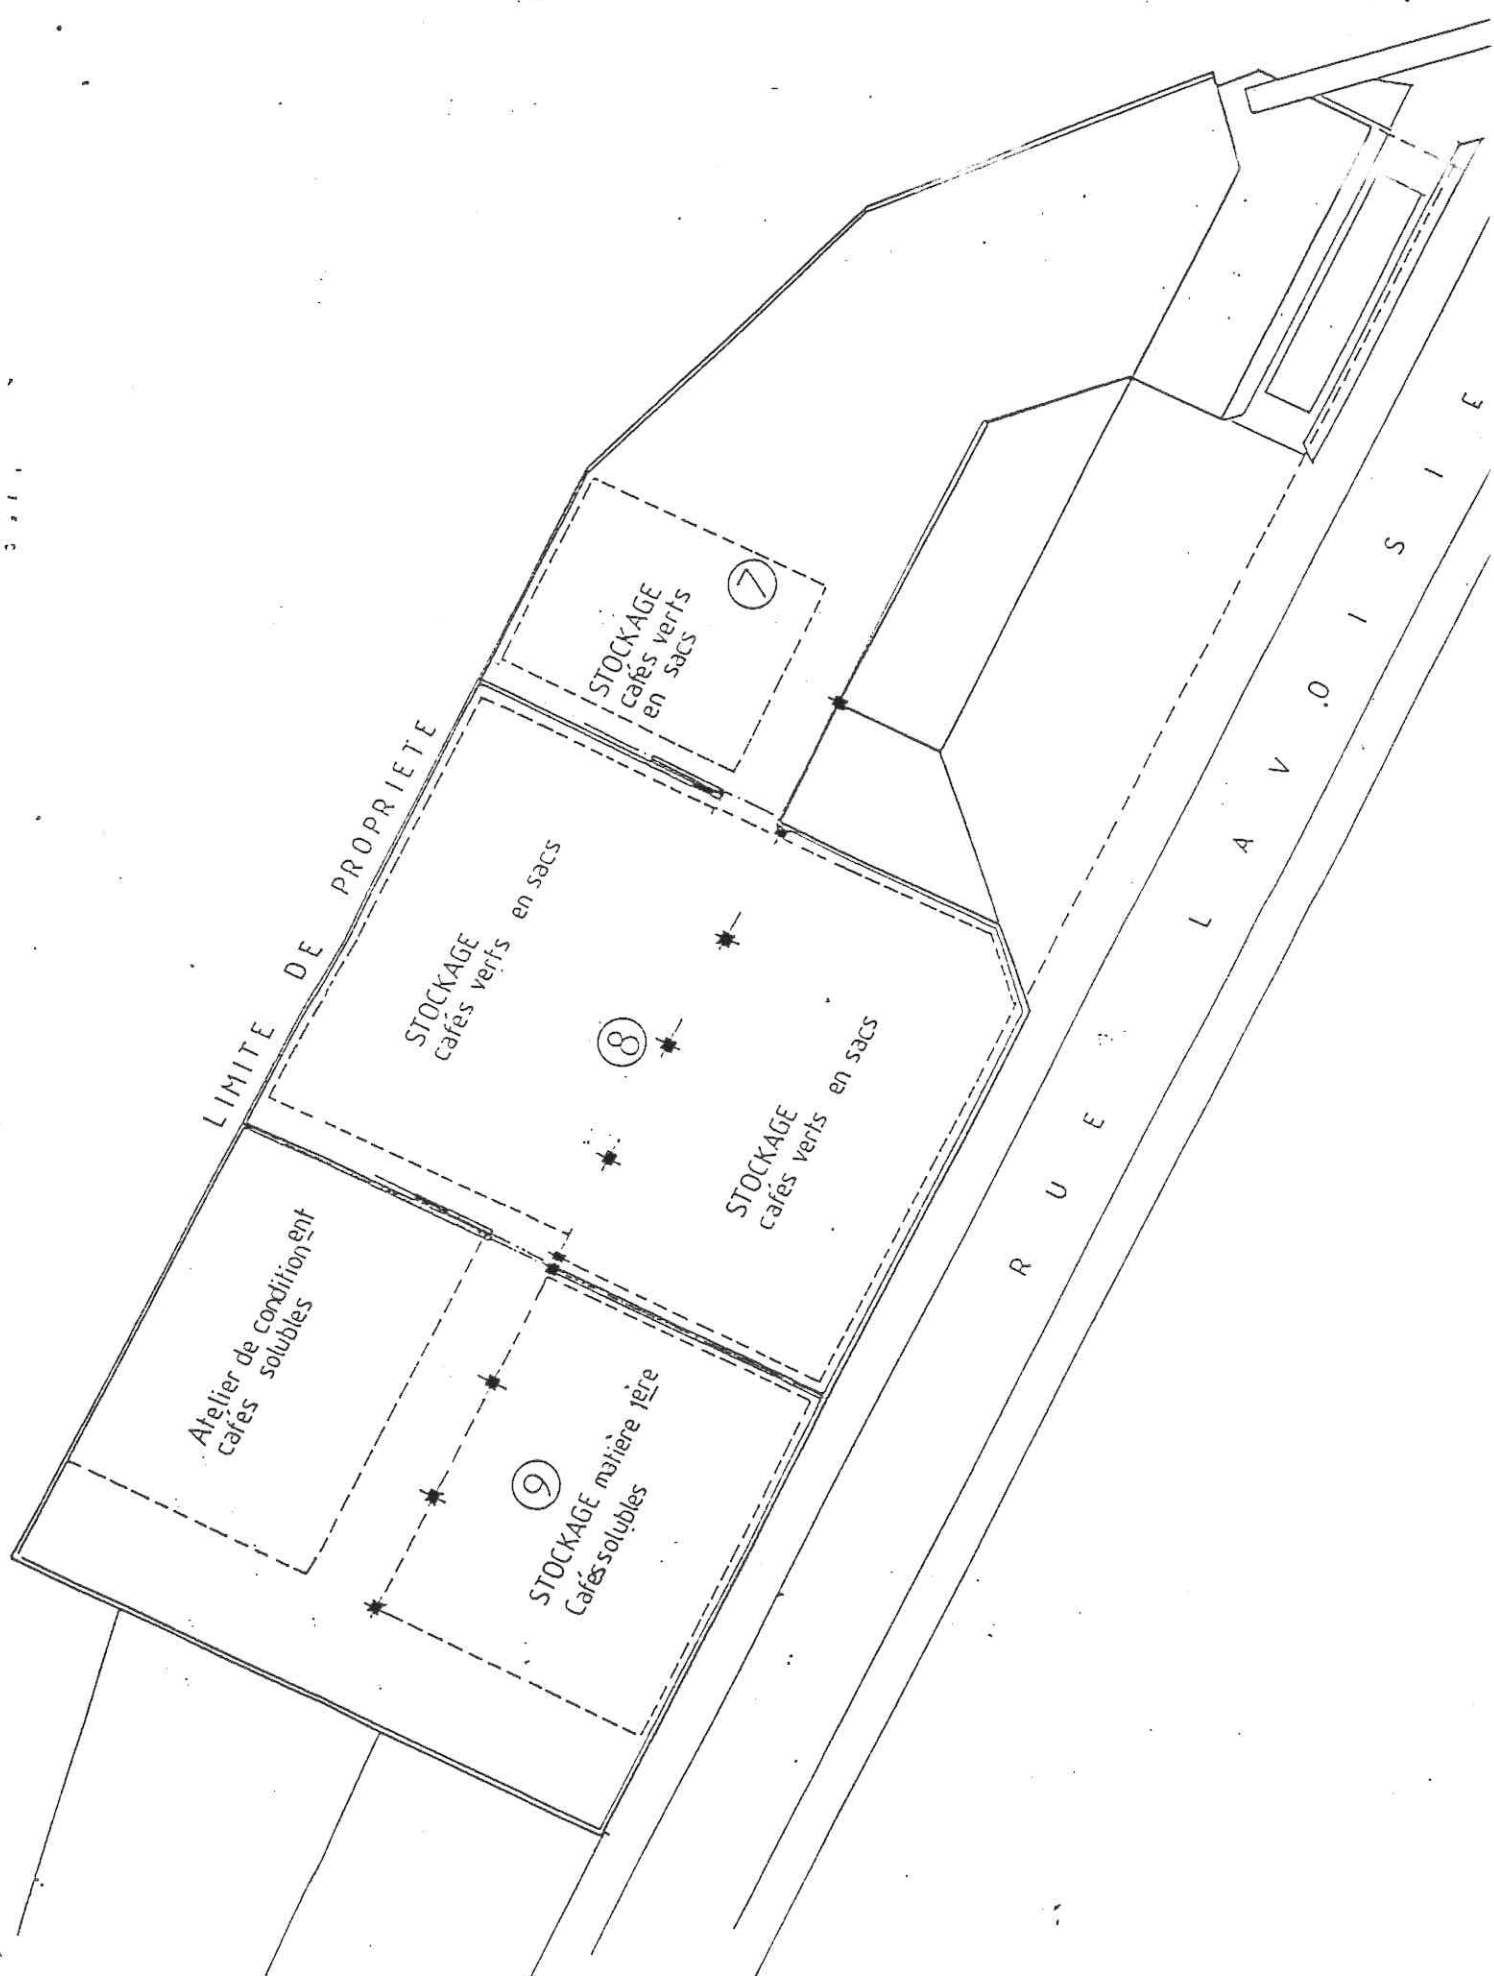 LIMITE DE PROPRIETE
STOCKAGE
cafés verts
en sacs
7
STOCKAGE
cafés verts en sacs
8
STOCKAGE
cafés verts en sacs
Atelier de conditionent
cafés solubles
9
STOCKAGE matière 1ère
Cafés solubles
RUE LAVOISIE